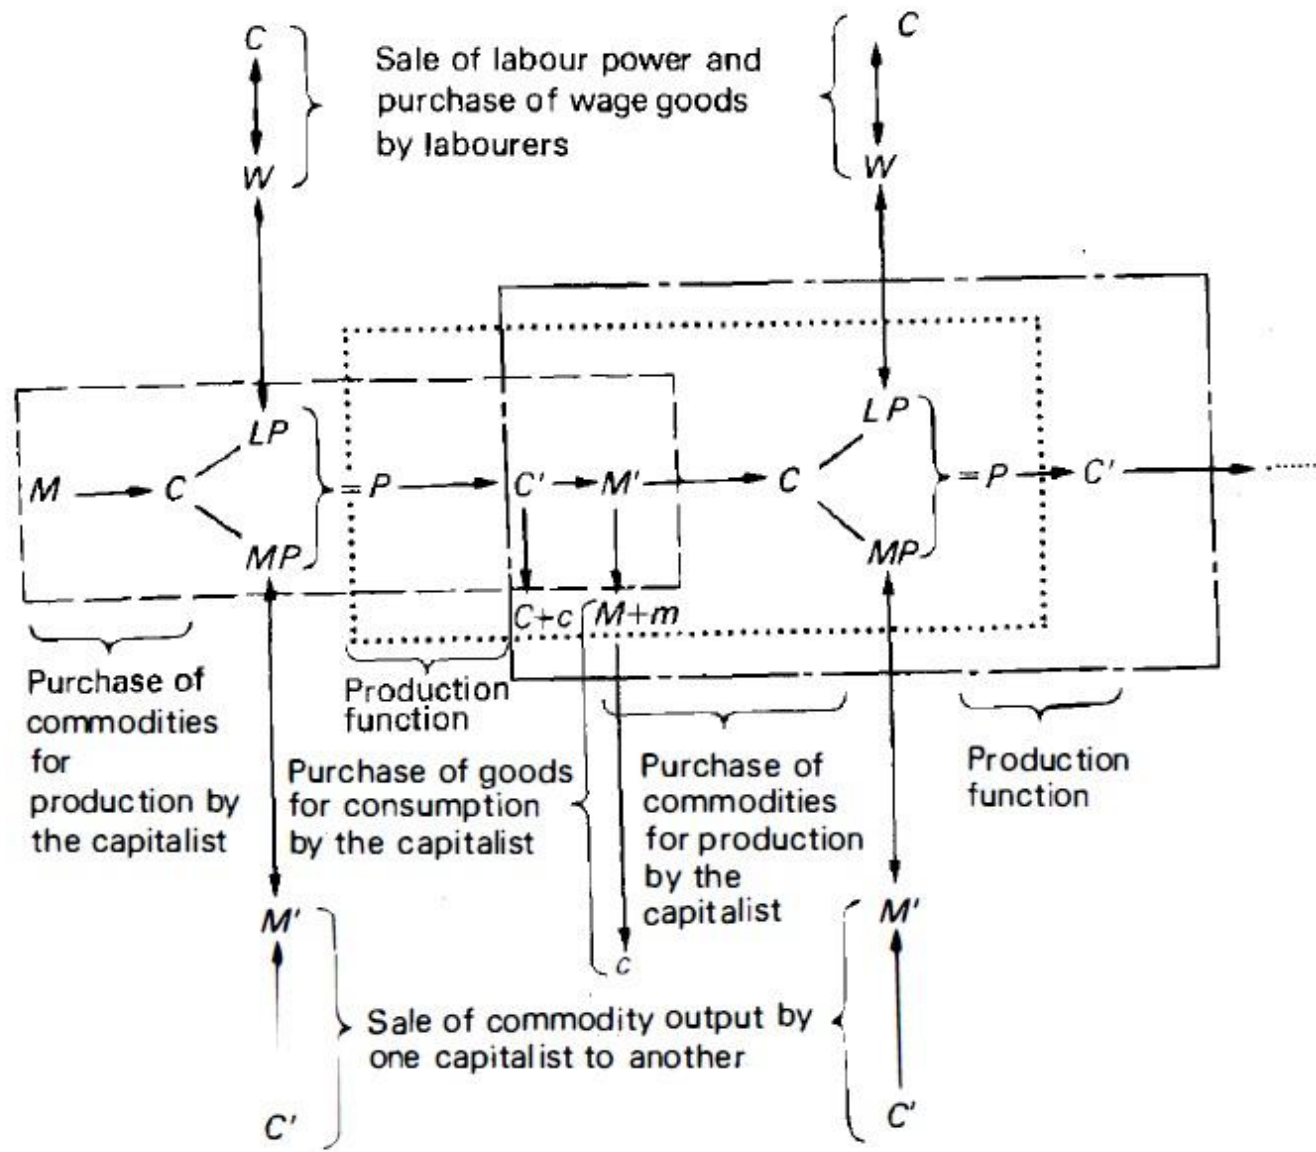 C
C
Sale of labour power and
purchase of wage goods
by labourers
W
W
LP
LP
M
C
=P
C'
M'
C
=P
C'
MP
MP
C+c
M+m
Purchase of
commodities
for
production by
the capitalist
Production
function
Purchase of goods
for consumption
by the capitalist
Purchase of
commodities
for production
by the
capitalist
Production
function
M'
M'
c
Sale of commodity output by
one capitalist to another
C'
C'